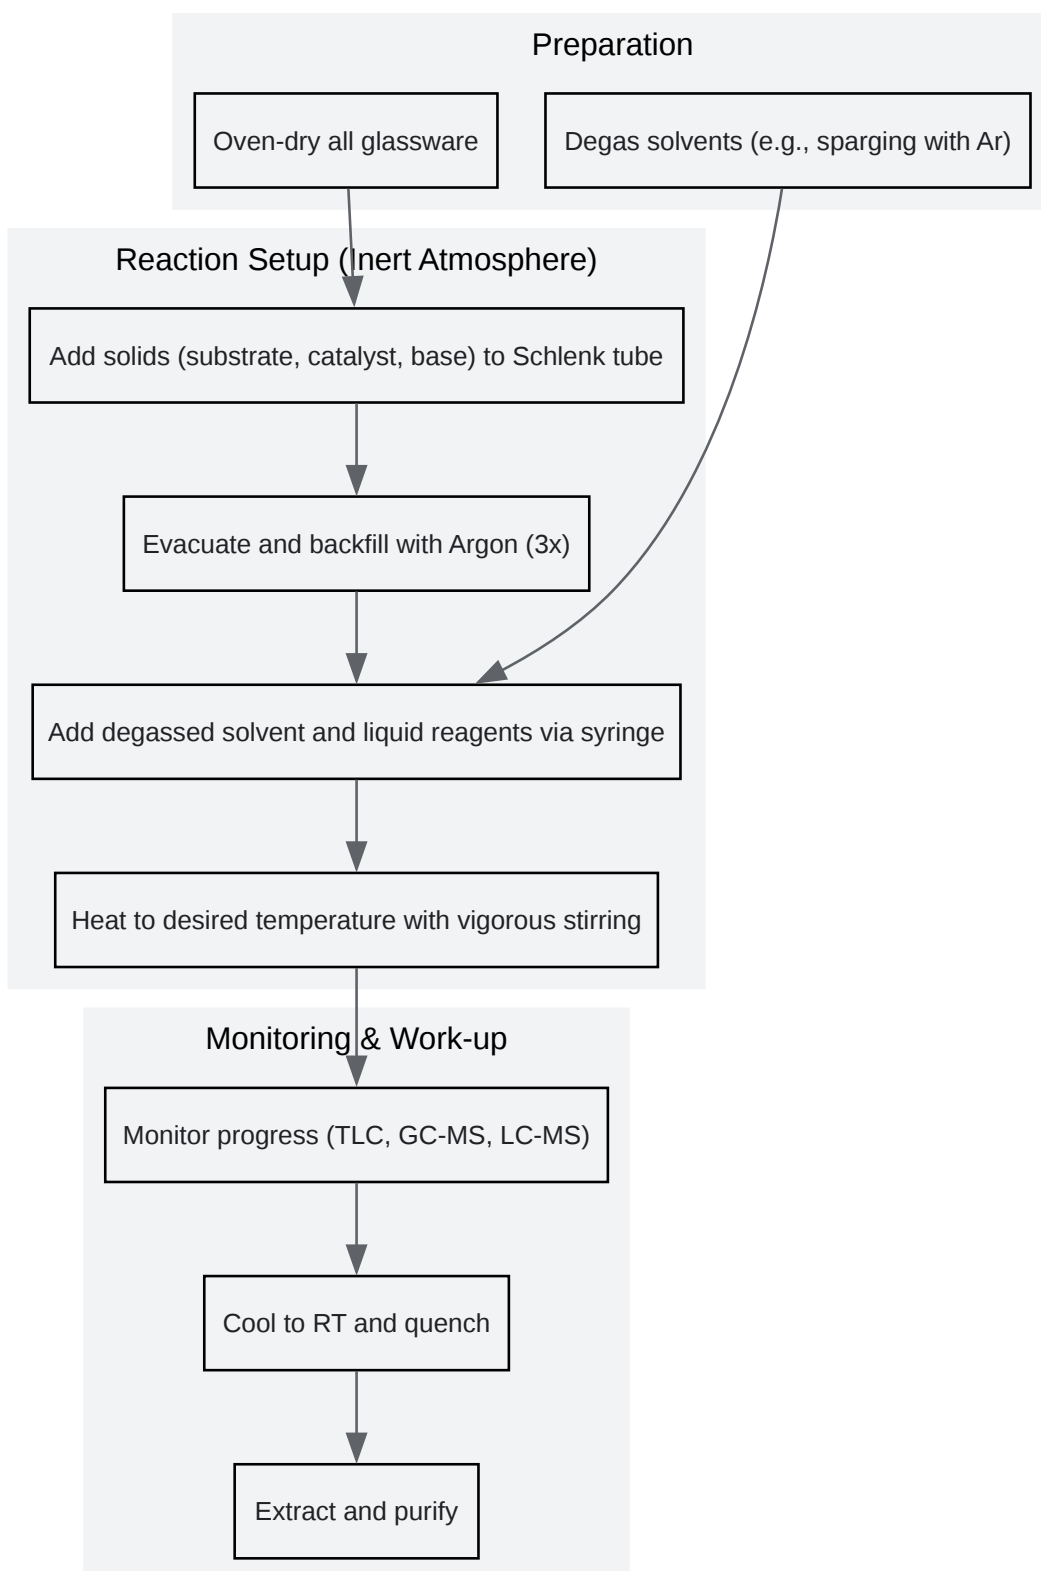 Preparation
Oven-dry all glassware
Degas solvents (e.g., sparging with Ar)
Reaction Setup (Inert Atmosphere)
Add solids (substrate, catalyst, base) to Schlenk tube
Evacuate and backfill with Argon (3x)
Add degassed solvent and liquid reagents via syringe
Heat to desired temperature with vigorous stirring
Monitoring & Work-up
Monitor progress (TLC, GC-MS, LC-MS)
Cool to RT and quench
Extract and purify